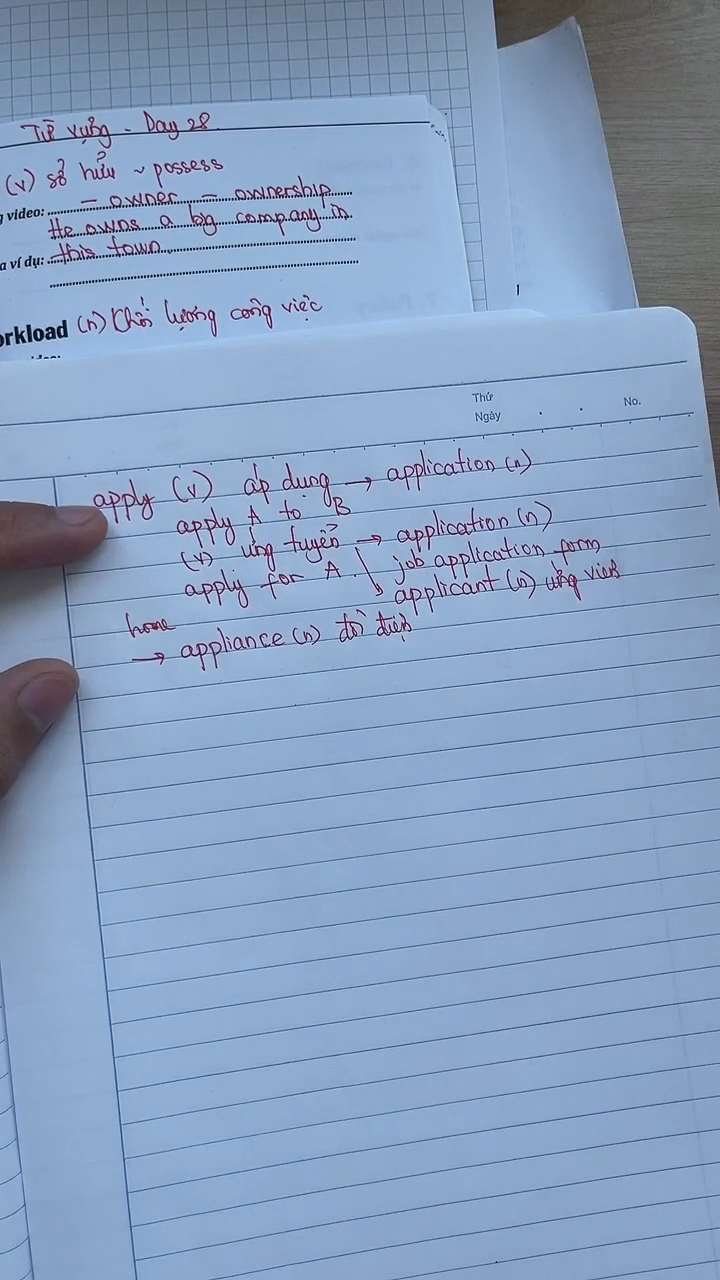 Từ vựng - Day 28
(v) sở hữu ~ possess
video: - owner - ownership
He owns a big company in
a ví dụ: this town
orkload (n) khối lượng công việc
Thứ
Ngày No.
apply (v) áp dụng → application (n)
apply A to B
(v) ứng tuyển → application (n)
apply for A job application form
applicant (n) ứng viên
home
→ appliance (n) đồ điện